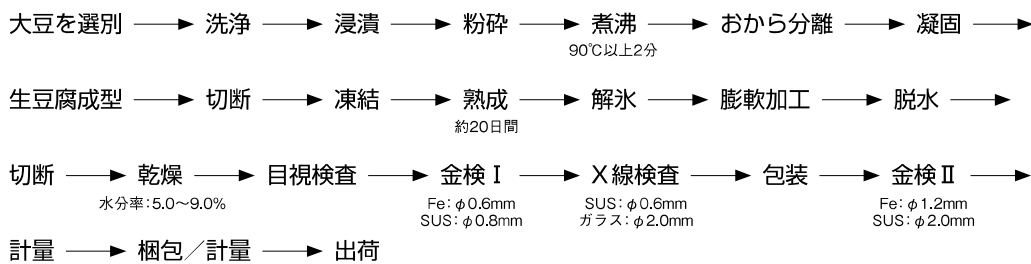 大豆を選別 → 洗浄 → 浸漬 → 粉砕 → 煮沸 → おから分離 → 凝固 →
90℃以上2分
生豆腐成型 → 切断 → 凍結 → 熟成 → 解氷 → 膨軟加工 → 脱水 →
約20日間
切断 → 乾燥 → 目視検査 → 金検Ⅰ → X線検査 → 包装 → 金検Ⅱ →
水分率:5.0〜9.0% Fe:φ0.6mm SUS:φ0.6mm Fe:φ1.2mm
SUS:φ0.8mm ガラス:φ2.0mm SUS:φ2.0mm
計量 → 梱包/計量 → 出荷